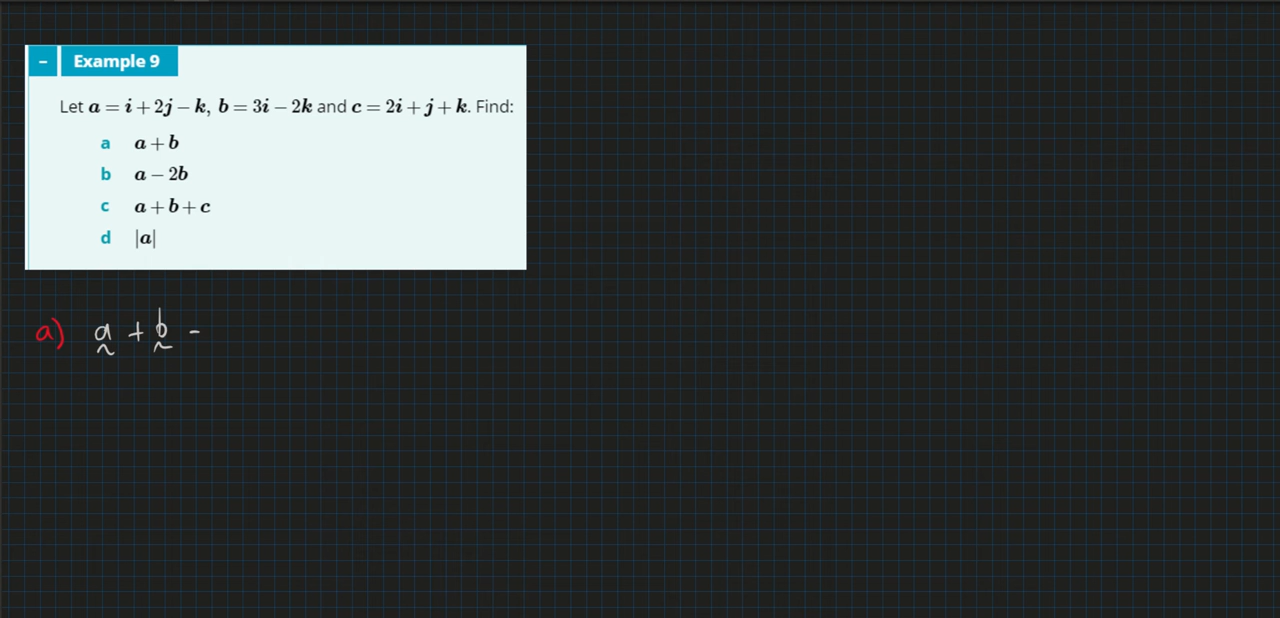 − Example 9
Let a = i + 2j − k, b = 3i − 2k and c = 2i + j + k. Find:
a a + b
b a − 2b
c a + b + c
d |a|
a) a + b -